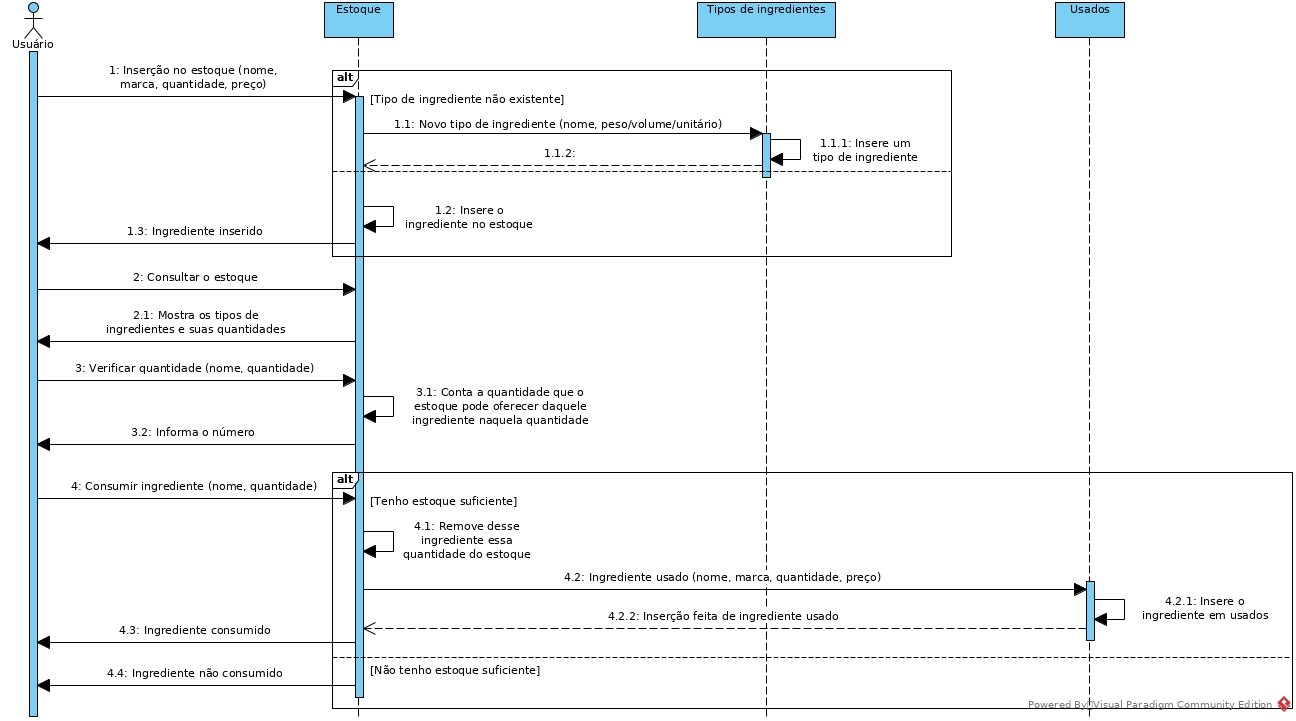 Estoque
Tipos de ingredientes
Usados
Usuário
1: Inserção no estoque (nome,
marca, quantidade, preço)
alt
[Tipo de ingrediente não existente]
1.1: Novo tipo de ingrediente (nome, peso/volume/unitário)
1.1.1: Insere um
tipo de ingrediente
1.1.2:
1.2: Insere o
ingrediente no estoque
1.3: Ingrediente inserido
2: Consultar o estoque
2.1: Mostra os tipos de
ingredientes e suas quantidades
3: Verificar quantidade (nome, quantidade)
3.1: Conta a quantidade que o
estoque pode oferecer daquele
ingrediente naquela quantidade
3.2: Informa o número
alt
4: Consumir ingrediente (nome, quantidade)
[Tenho estoque suficiente]
4.1: Remove desse
ingrediente essa
quantidade do estoque
4.2: Ingrediente usado (nome, marca, quantidade, preço)
4.2.1: Insere o
ingrediente em usados
4.2.2: Inserção feita de ingrediente usado
4.3: Ingrediente consumido
[Não tenho estoque suficiente]
4.4: Ingrediente não consumido
Powered By Visual Paradigm Community Edition